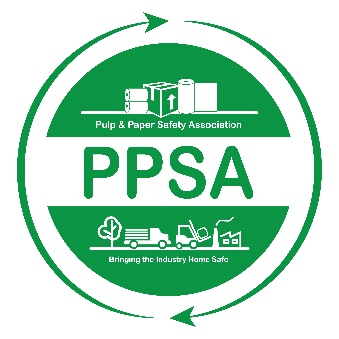 Pulp & Paper Safety Association
PPSA
Bringing the Industry Home Safe